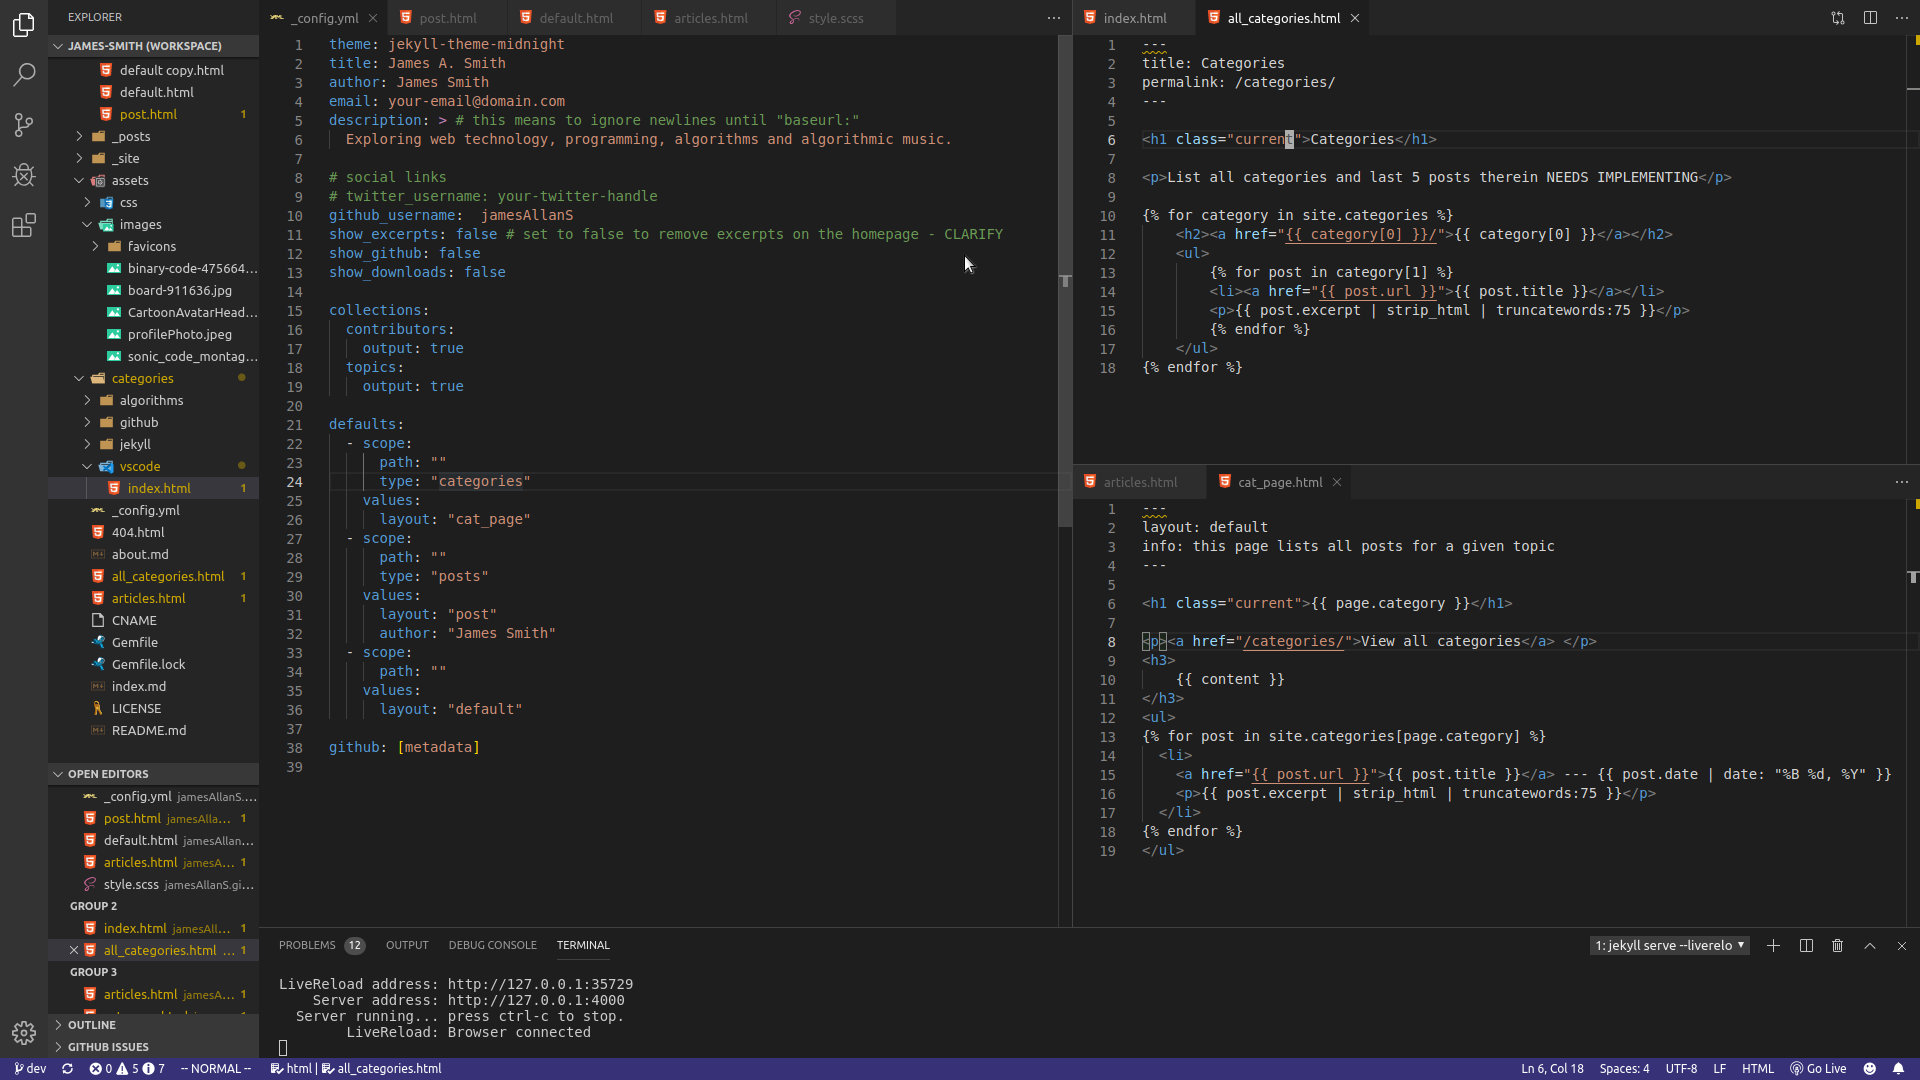 EXPLORER
JAMES-SMITH (WORKSPACE)
default copy.html
default.html
post.html 1
_posts
_site
assets
css
images
favicons
binary-code-475664...
board-911636.jpg
CartoonAvatarHead...
profilePhoto.jpeg
sonic_code_montag...
categories
algorithms
github
jekyll
vscode
index.html 1
_config.yml
404.html
about.md
all_categories.html 1
articles.html 1
CNAME
Gemfile
Gemfile.lock
index.md
LICENSE
README.md
OPEN EDITORS
_config.yml jamesAllanS....
post.html jamesAlla... 1
default.html jamesAllan...
articles.html jamesA... 1
style.scss jamesAllanS.gi...
GROUP 2
index.html jamesAll... 1
all_categories.html ... 1
GROUP 3
articles.html jamesA... 1
OUTLINE
GITHUB ISSUES
_config.yml post.html default.html articles.html style.scss
1 theme: jekyll-theme-midnight
2 title: James A. Smith
3 author: James Smith
4 email: your-email@domain.com
5 description: > # this means to ignore newlines until "baseurl:"
6 Exploring web technology, programming, algorithms and algorithmic music.
7
8 # social links
9 # twitter_username: your-twitter-handle
10 github_username:  jamesAllanS
11 show_excerpts: false # set to false to remove excerpts on the homepage - CLARIFY
12 show_github: false
13 show_downloads: false
14
15 collections:
16 contributors:
17 output: true
18 topics:
19 output: true
20
21 defaults:
22 - scope:
23 path: ""
24 type: "categories"
25 values:
26 layout: "cat_page"
27 - scope:
28 path: ""
29 type: "posts"
30 values:
31 layout: "post"
32 author: "James Smith"
33 - scope:
34 path: ""
35 values:
36 layout: "default"
37
38 github: [metadata]
39
index.html all_categories.html
1 ---
2 title: Categories
3 permalink: /categories/
4 ---
5
6 <h1 class="current">Categories</h1>
7
8 <p>List all categories and last 5 posts therein NEEDS IMPLEMENTING</p>
9
10 {% for category in site.categories %}
11 <h2><a href="{{ category[0] }}/">{{ category[0] }}</a></h2>
12 <ul>
13 {% for post in category[1] %}
14 <li><a href="{{ post.url }}">{{ post.title }}</a></li>
15 <p>{{ post.excerpt | strip_html | truncatewords:75 }}</p>
16 {% endfor %}
17 </ul>
18 {% endfor %}
articles.html cat_page.html
1 ---
2 layout: default
3 info: this page lists all posts for a given topic
4 ---
5
6 <h1 class="current">{{ page.category }}</h1>
7
8 <p><a href="/categories/">View all categories</a> </p>
9 <h3>
10 {{ content }}
11 </h3>
12 <ul>
13 {% for post in site.categories[page.category] %}
14 <li>
15 <a href="{{ post.url }}">{{ post.title }}</a> --- {{ post.date | date: "%B %d, %Y" }}
16 <p>{{ post.excerpt | strip_html | truncatewords:75 }}</p>
17 </li>
18 {% endfor %}
19 </ul>
PROBLEMS 12 OUTPUT DEBUG CONSOLE TERMINAL 1: jekyll serve --liverelo
LiveReload address: http://127.0.0.1:35729
Server address: http://127.0.0.1:4000
Server running... press ctrl-c to stop.
LiveReload: Browser connected
dev 0 5 7 -- NORMAL -- html | all_categories.html Ln 6, Col 18 Spaces: 4 UTF-8 LF HTML Go Live